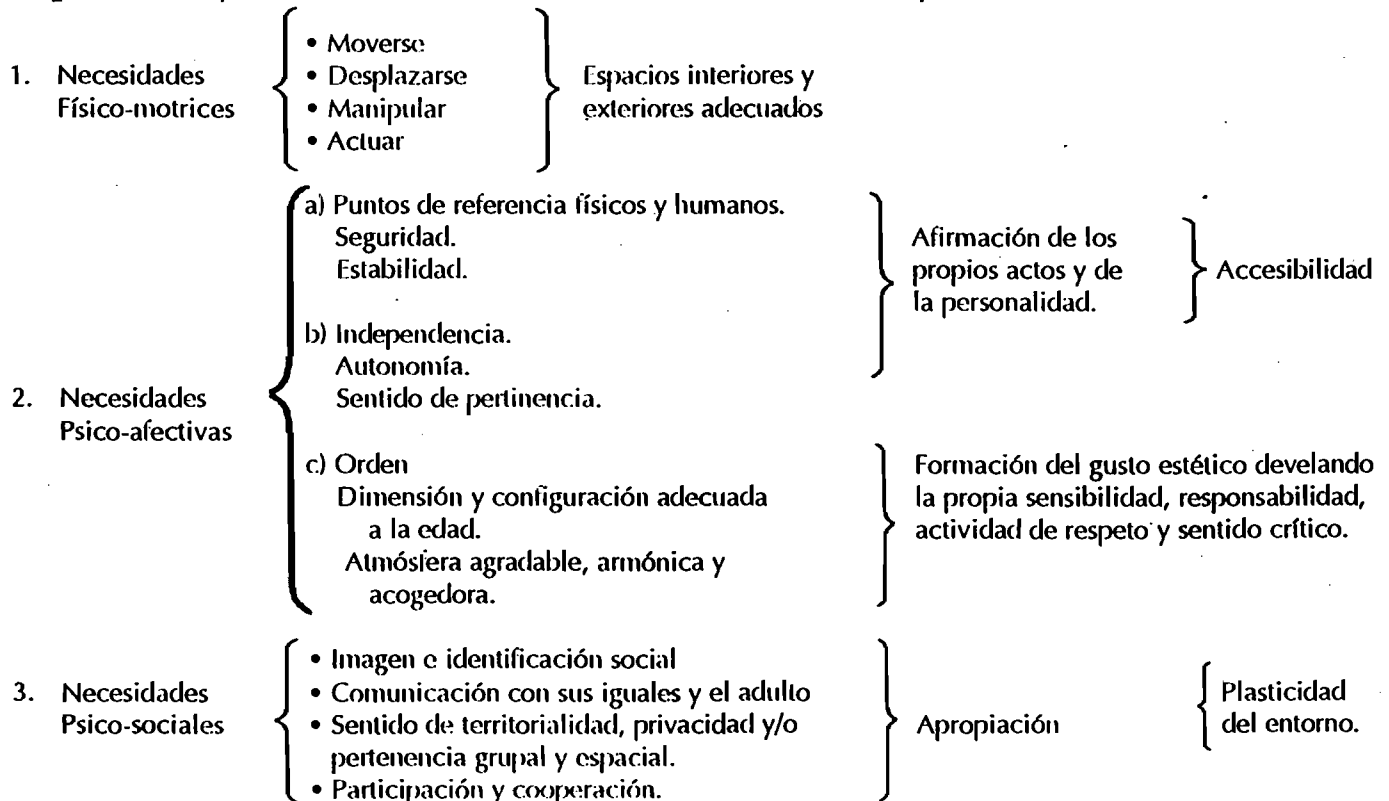 1. Necesidades
Físico-motrices
• Moverse
• Desplazarse
• Manipular
• Actuar
Espacios interiores y
exteriores adecuados
2. Necesidades
Psico-afectivas
a) Puntos de referencia físicos y humanos.
Seguridad.
Estabilidad.
b) Independencia.
Autonomía.
Sentido de pertinencia.
Afirmación de los
propios actos y de
la personalidad.
Accesibilidad
c) Orden
Dimensión y configuración adecuada
a la edad.
Atmósfera agradable, armónica y
acogedora.
Formación del gusto estético develando
la propia sensibilidad, responsabilidad,
actividad de respeto y sentido crítico.
3. Necesidades
Psico-sociales
• Imagen e identificación social
• Comunicación con sus iguales y el adulto
• Sentido de territorialidad, privacidad y/o
pertenencia grupal y espacial.
• Participación y cooperación.
Apropiación
Plasticidad
del entorno.